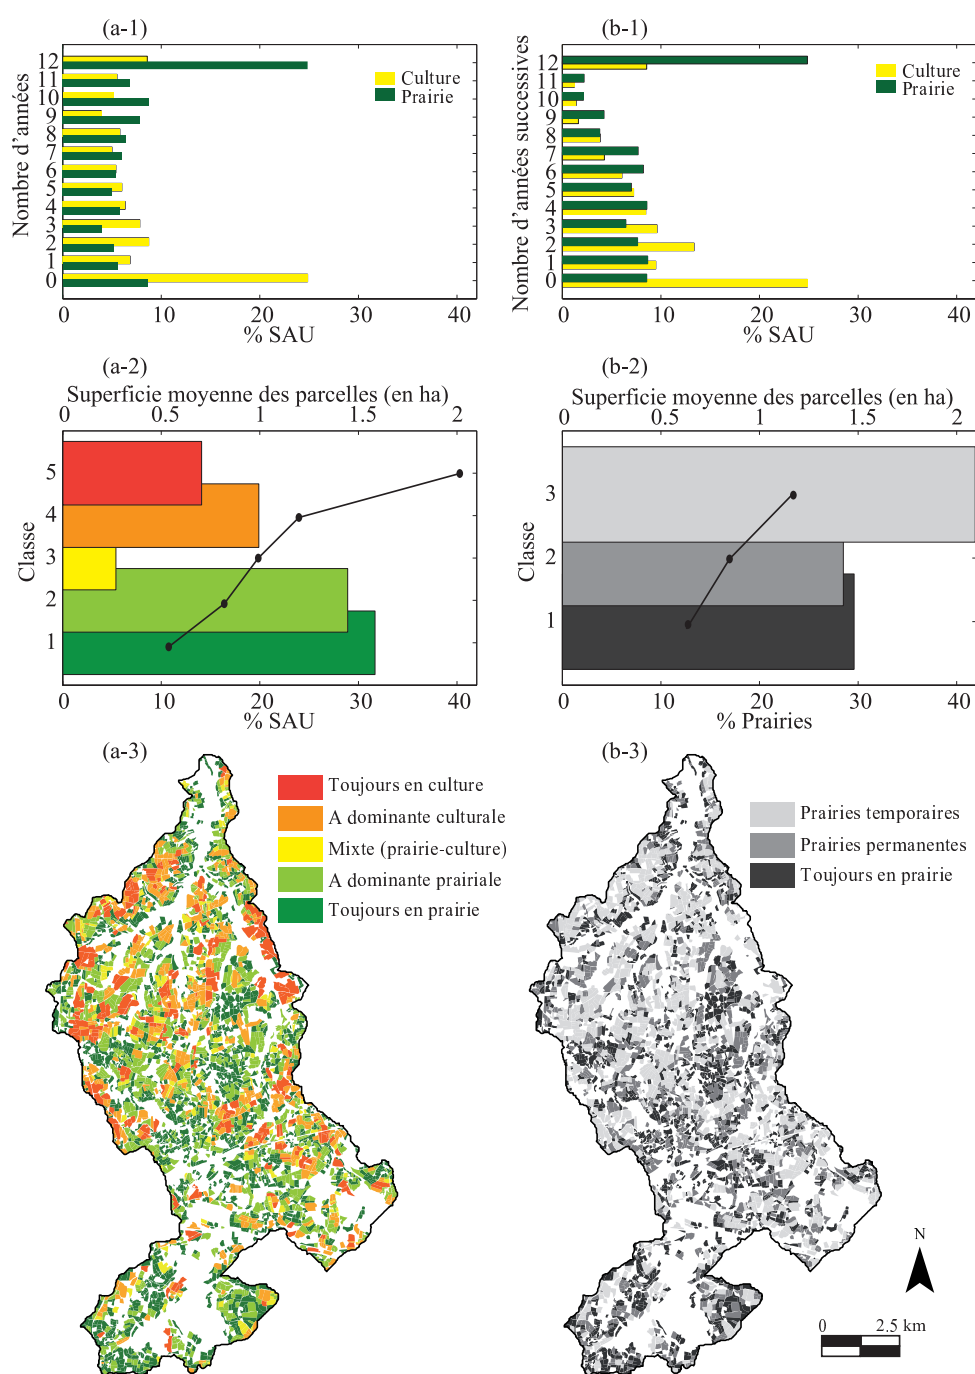 (a-1)
Nombre d'années
12
11
10
9
8
7
6
5
4
3
2
1
0
Culture
Prairie
0 10 20 30 40
% SAU
(b-1)
Nombre d'années successives
12
11
10
9
8
7
6
5
4
3
2
1
0
Culture
Prairie
0 10 20 30 40
% SAU
(a-2)
Superficie moyenne des parcelles (en ha)
0 0.5 1 1.5 2
Classe
5
4
3
2
1
0 10 20 30 40
% SAU
(b-2)
Superficie moyenne des parcelles (en ha)
0 0.5 1 1.5 2
Classe
3
2
1
0 10 20 30 40
% Prairies
(a-3)
Toujours en culture
A dominante culturale
Mixte (prairie-culture)
A dominante prairiale
Toujours en prairie
(b-3)
Prairies temporaires
Prairies permanentes
Toujours en prairie
N
0 2.5 km